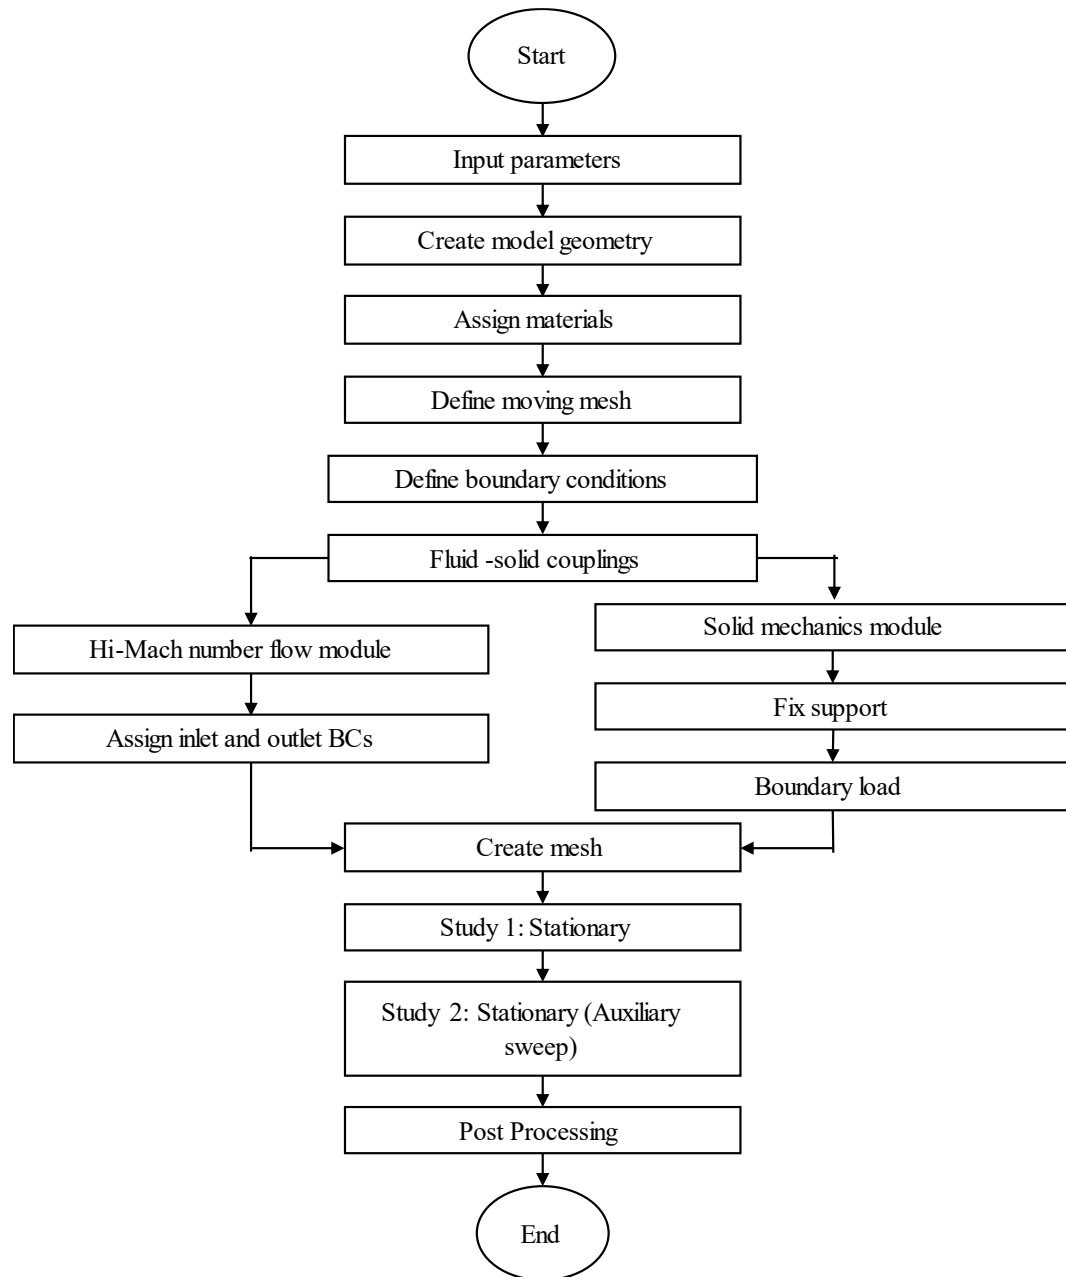 Start
Input parameters
Create model geometry
Assign materials
Define moving mesh
Define boundary conditions
Fluid -solid couplings
Hi-Mach number flow module
Assign inlet and outlet BCs
Solid mechanics module
Fix support
Boundary load
Create mesh
Study 1: Stationary
Study 2: Stationary (Auxiliary
sweep)
Post Processing
End